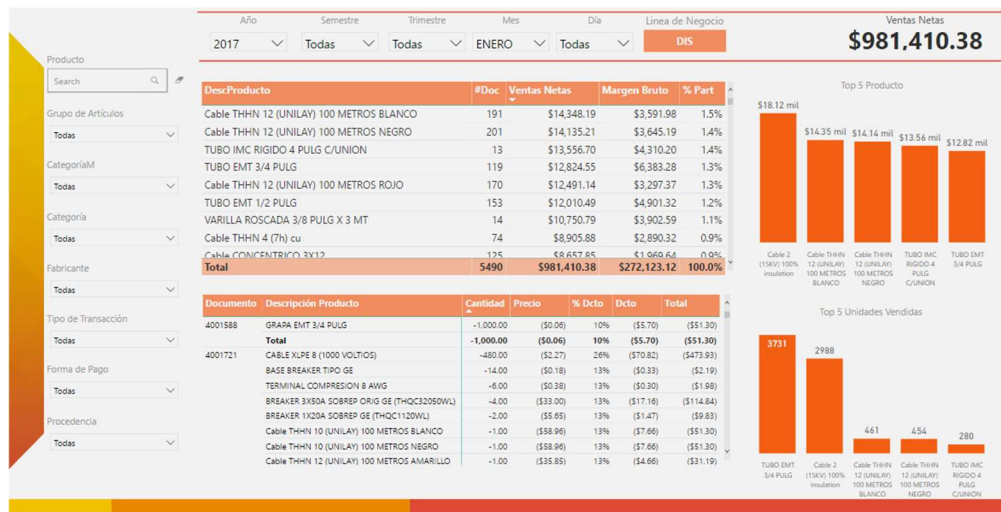 Año Semestre Trimestre Mes Día Linea de Negocio Ventas Netas
2017 Todas Todas ENERO Todas DIS $981,410.38
Producto
Search
Grupo de Artículos
Todas
CategoríaM
Todas
Categoría
Todas
Fabricante
Todas
Tipo de Transacción
Todas
Forma de Pago
Todas
Procedencia
Todas
DescProducto #Doc Ventas Netas Margen Bruto % Part
Cable THHN 12 (UNILAY) 100 METROS BLANCO 191 $14,348.19 $3,591.98 1.5%
Cable THHN 12 (UNILAY) 100 METROS NEGRO 201 $14,135.21 $3,645.19 1.4%
TUBO IMC RIGIDO 4 PULG C/UNION 13 $13,556.70 $4,310.20 1.4%
TUBO EMT 3/4 PULG 119 $12,824.55 $6,383.28 1.3%
Cable THHN 12 (UNILAY) 100 METROS ROJO 170 $12,491.14 $3,297.37 1.3%
TUBO EMT 1/2 PULG 153 $12,010.49 $4,901.32 1.2%
VARILLA ROSCADA 3/8 PULG X 3 MT 14 $10,750.79 $3,902.59 1.1%
Cable THHN 4 (7h) cu 74 $8,905.88 $2,890.32 0.9%
Cable CONCENTRICO 3X12 125 $8,657.85 $1,969.64 0.9%
Total 5490 $981,410.38 $272,123.12 100.0%
Documento Descripción Producto Cantidad Precio % Dcto Dcto Total
4001588 GRAPA EMT 3/4 PULG -1,000.00 ($0.06) 10% ($5.70) ($51.30)
Total -1,000.00 ($0.06) 10% ($5.70) ($51.30)
4001721 CABLE XLPE 8 (1000 VOLTIOS) -480.00 ($2.27) 26% ($70.82) ($473.93)
BASE BREAKER TIPO GE -14.00 ($0.18) 13% ($0.33) ($2.19)
TERMINAL COMPRESION 8 AWG -6.00 ($0.38) 13% ($0.30) ($1.98)
BREAKER 3X50A SOBREP ORIG GE (THQC32050WL) -4.00 ($33.00) 13% ($17.16) ($114.84)
BREAKER 1X20A SOBREP GE (THQC1120WL) -2.00 ($5.65) 13% ($1.47) ($9.83)
Cable THHN 10 (UNILAY) 100 METROS BLANCO -1.00 ($58.96) 13% ($7.66) ($51.30)
Cable THHN 10 (UNILAY) 100 METROS NEGRO -1.00 ($58.96) 13% ($7.66) ($51.30)
Cable THHN 12 (UNILAY) 100 METROS AMARILLO -1.00 ($35.85) 13% ($4.66) ($31.19)
Top 5 Producto
$18.12 mil $14.35 mil $14.14 mil $13.56 mil $12.82 mil
Cable 2 Cable THHN Cable THHN TUBO IMC TUBO EMT
(15KV) 100% 12 (UNILAY) 12 (UNILAY) RIGIDO 4 3/4 PULG
insulation 100 METROS 100 METROS PULG
BLANCO NEGRO C/UNION
Top 5 Unidades Vendidas
3731 2988 461 454 280
TUBO EMT Cable 2 Cable THHN Cable THHN TUBO IMC
3/4 PULG (15KV) 100% 12 (UNILAY) 12 (UNILAY) RIGIDO 4
insulation 100 METROS 100 METROS PULG
BLANCO NEGRO C/UNION